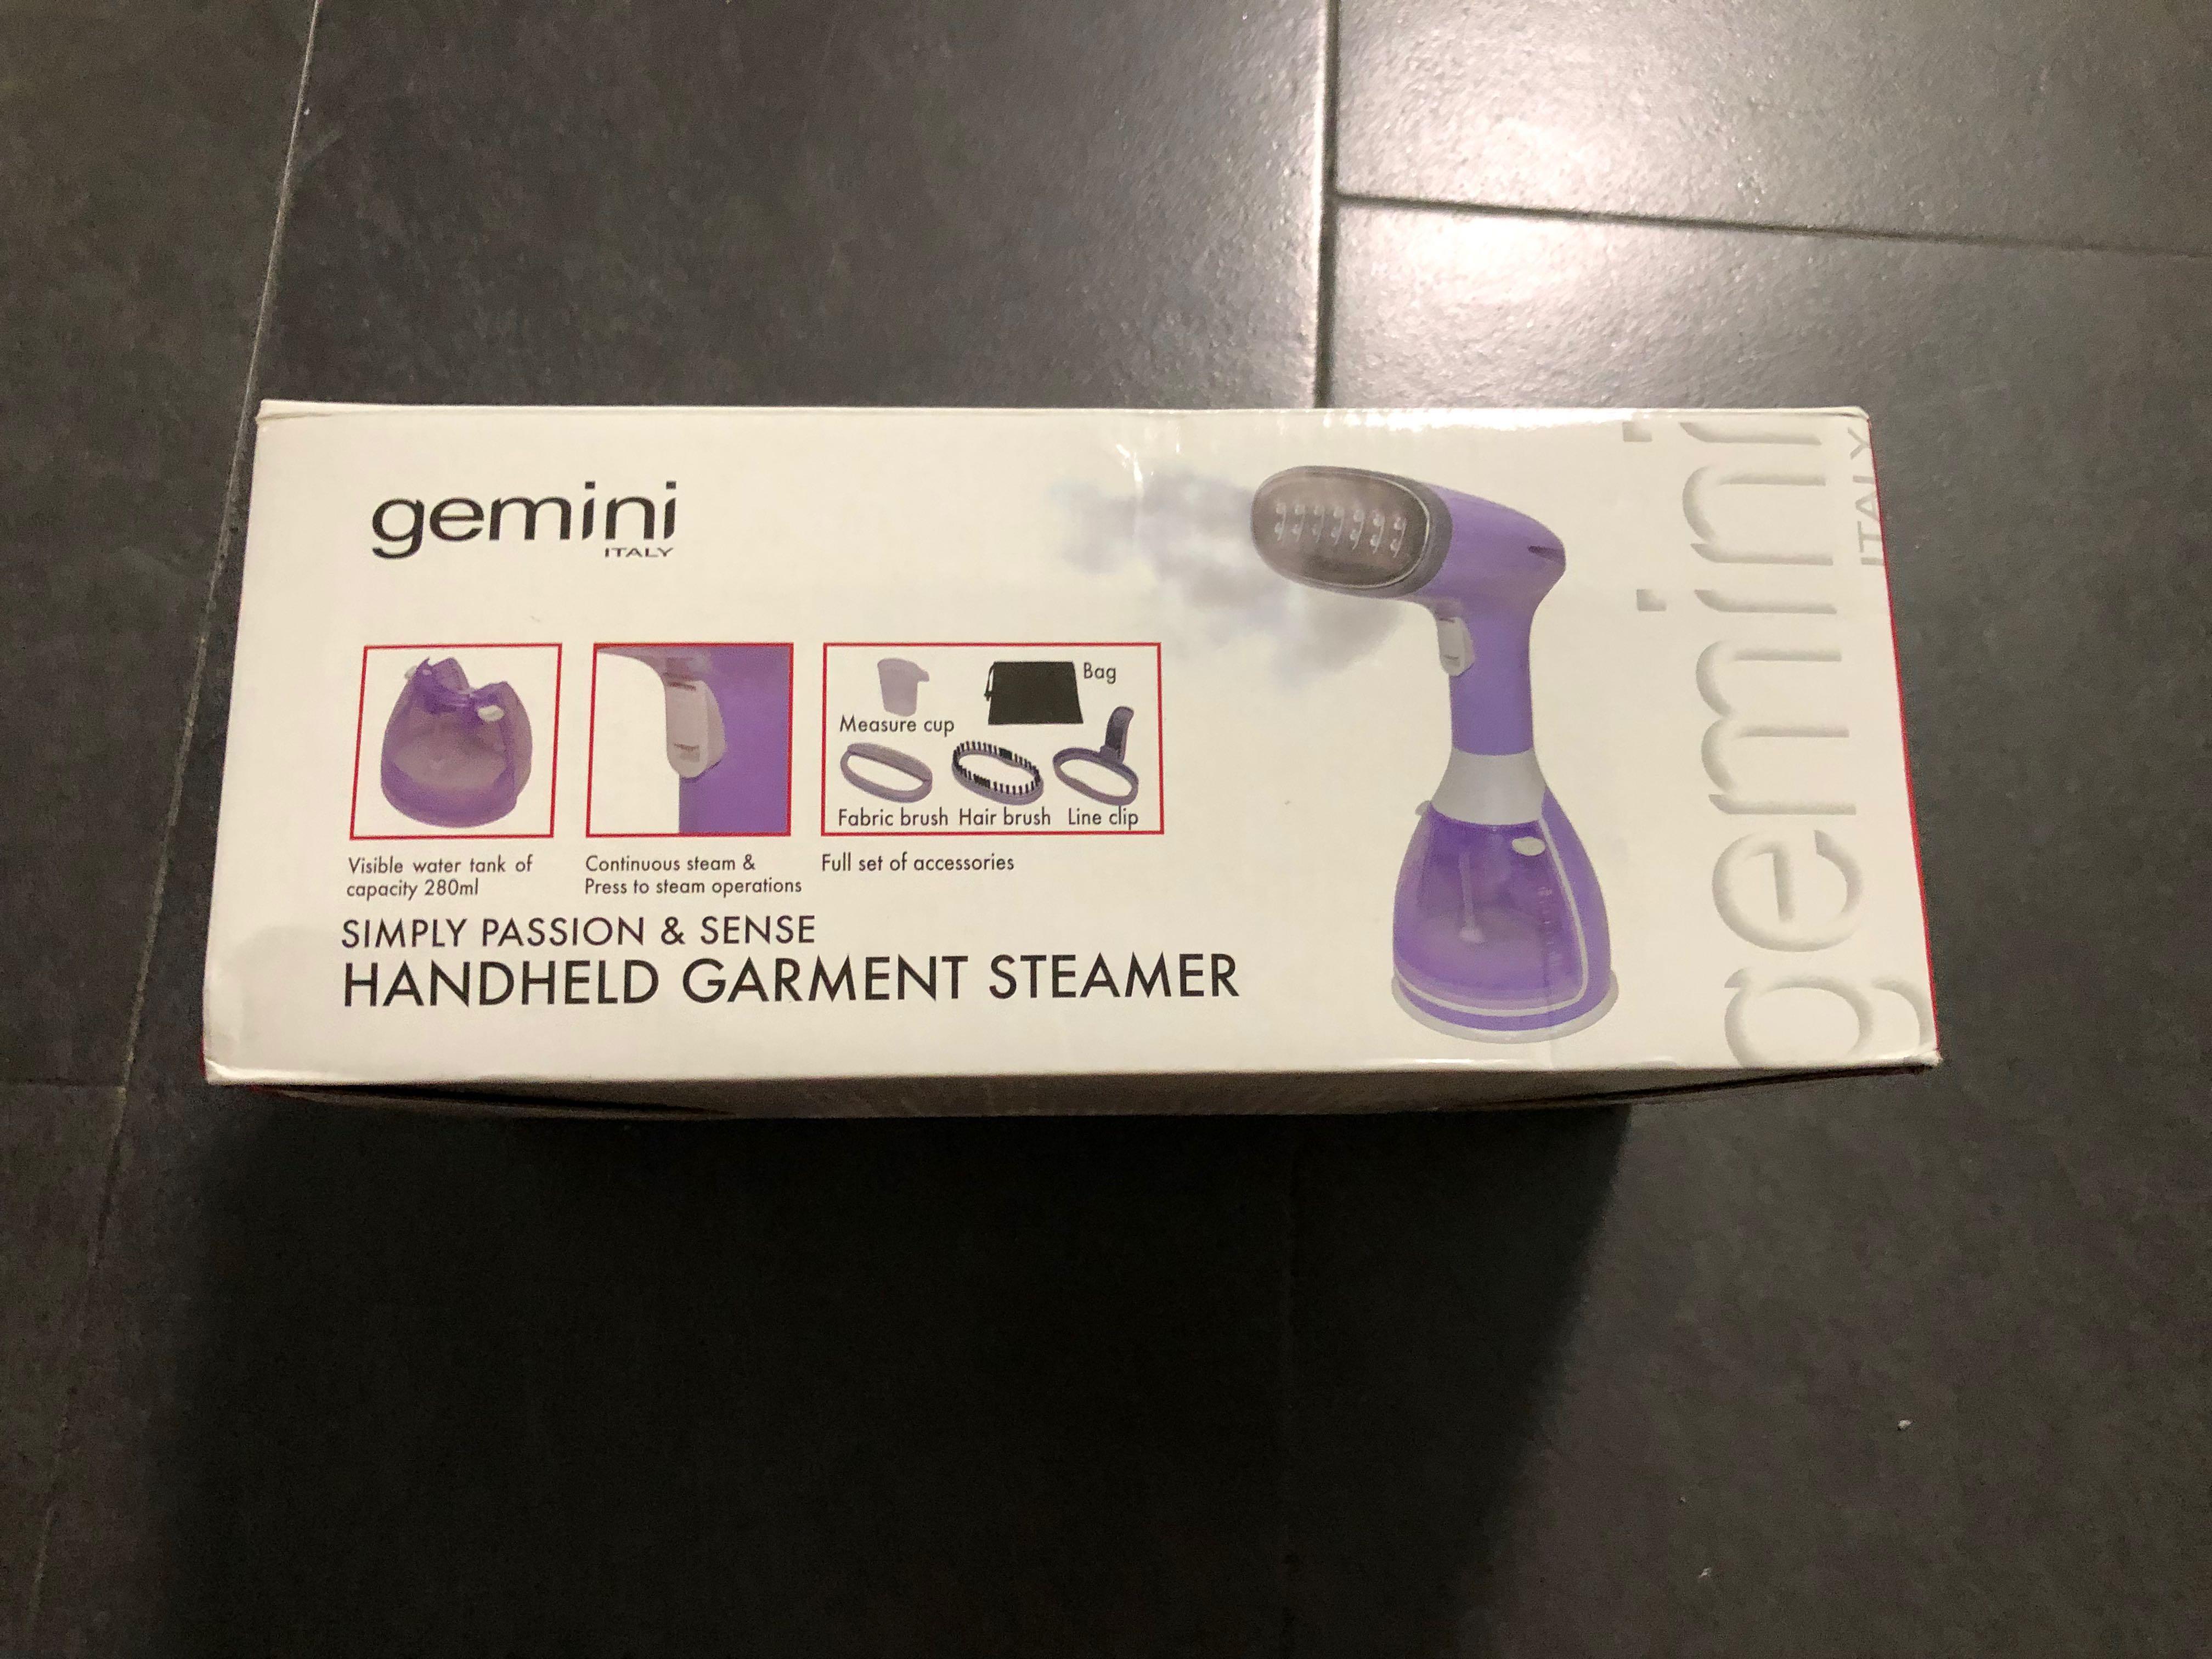 gemini
ITALY
Bag
Measure cup
Fabric brush Hair brush Line clip
Visible water tank of
capacity 280ml
Continuous steam &
Press to steam operations
Full set of accessories
SIMPLY PASSION & SENSE
HANDHELD GARMENT STEAMER
gemini
ITALY